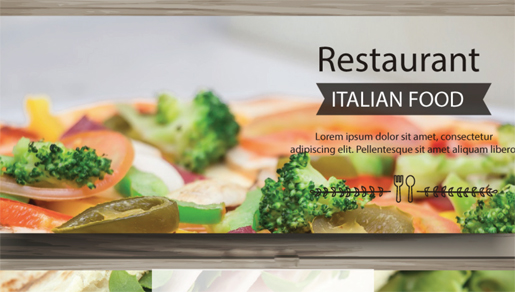 Restaurant
ITALIAN FOOD
Lorem ipsum dolor sit amet, consectetur
adipiscing elit. Pellentesque sit amet aliquam libero